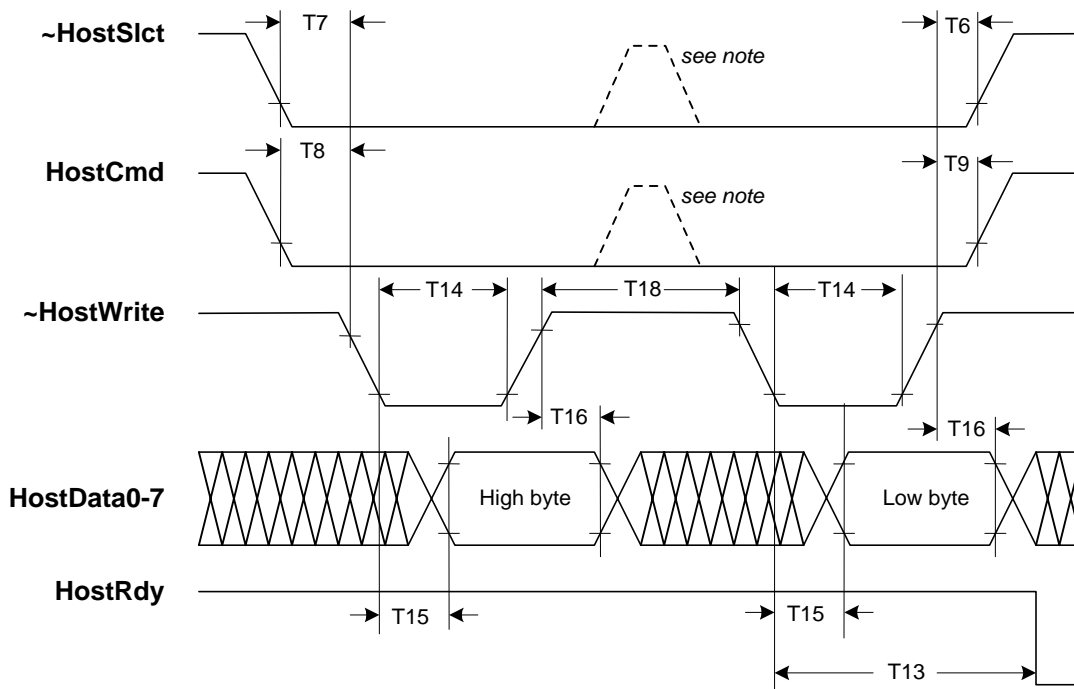 ~HostSlct
T7
see note
T6
HostCmd
T8
see note
T9
~HostWrite
T14
T18
T14
T16
T16
HostData0-7
High byte
Low byte
HostRdy
T15
T15
T13